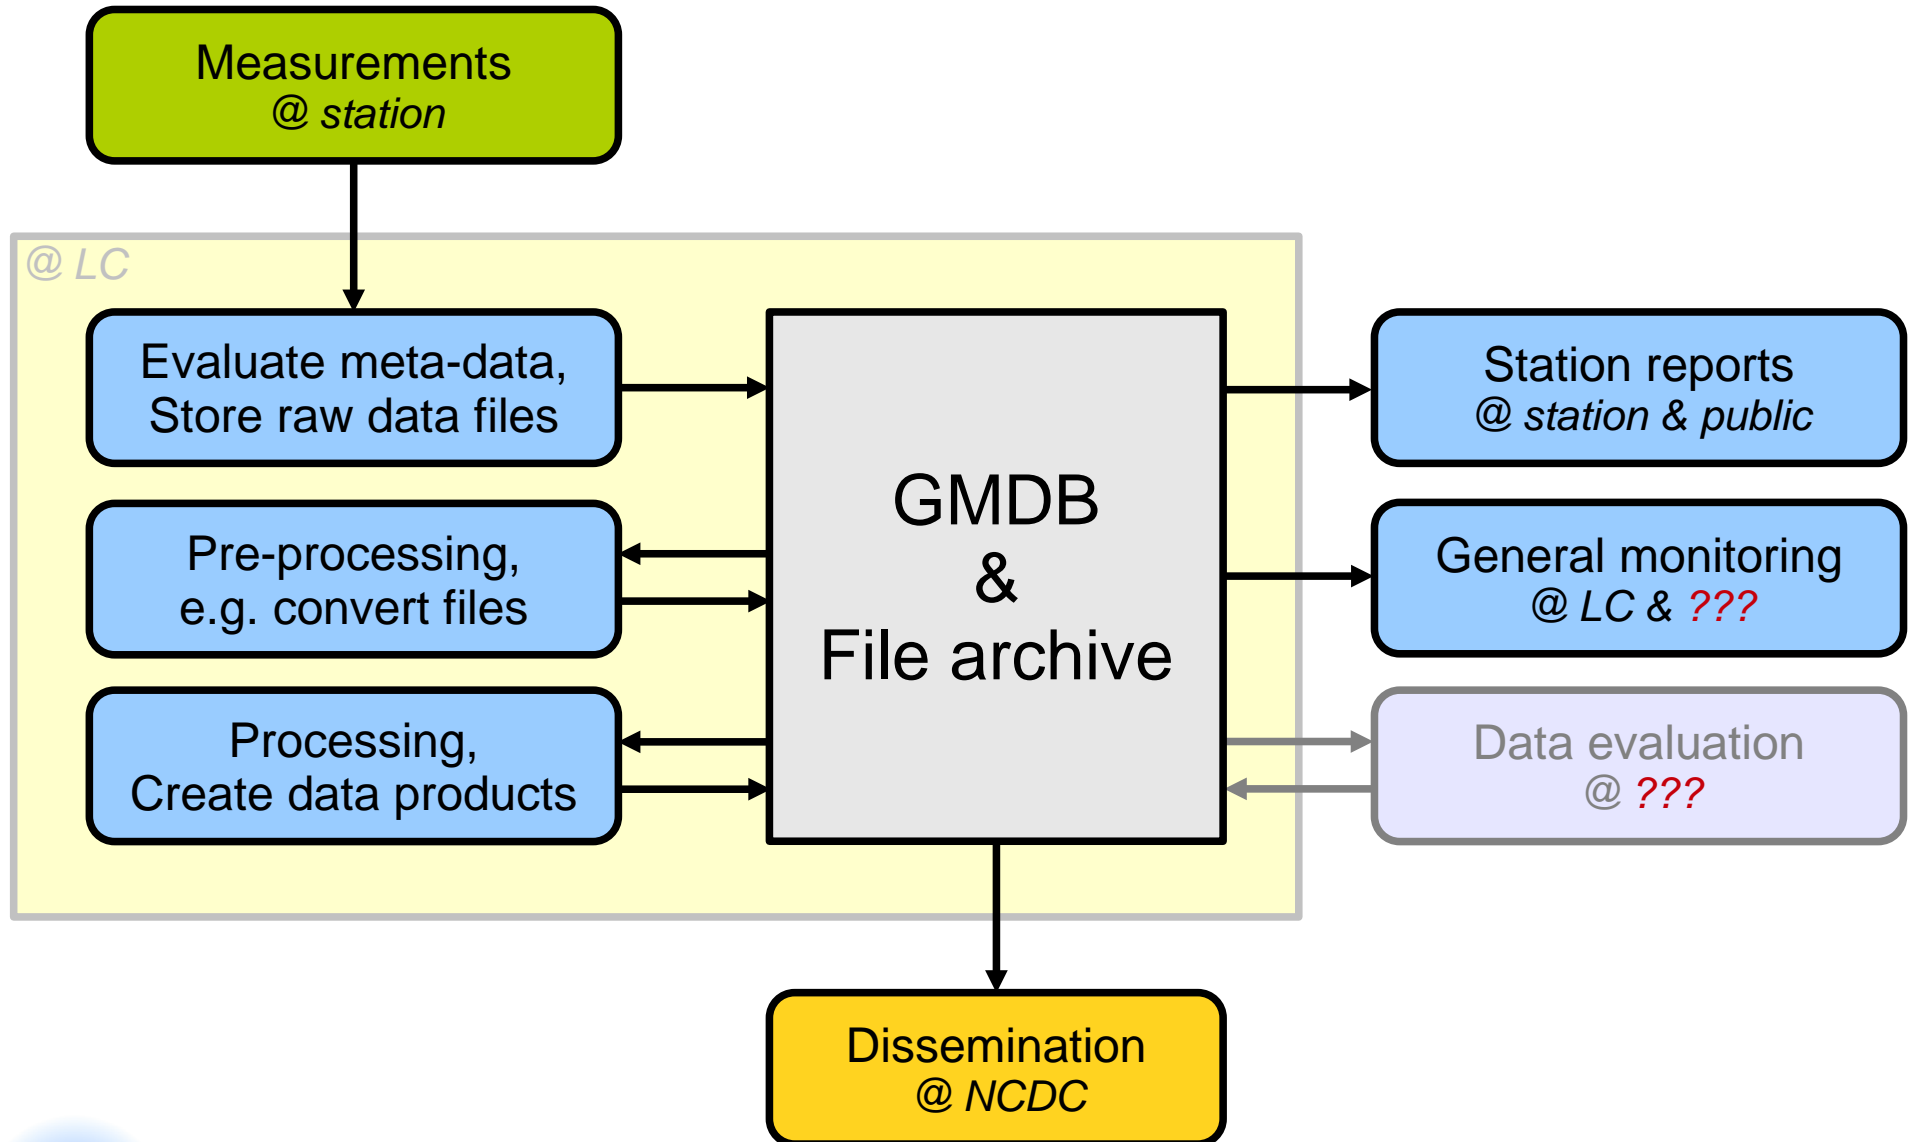 Measurements
@ station
@ LC
Evaluate meta-data,
Store raw data files
Pre-processing,
e.g. convert files
Processing,
Create data products
GMDB
&
File archive
Station reports
@ station & public
General monitoring
@ LC & ???
Data evaluation
@ ???
Dissemination
@ NCDC